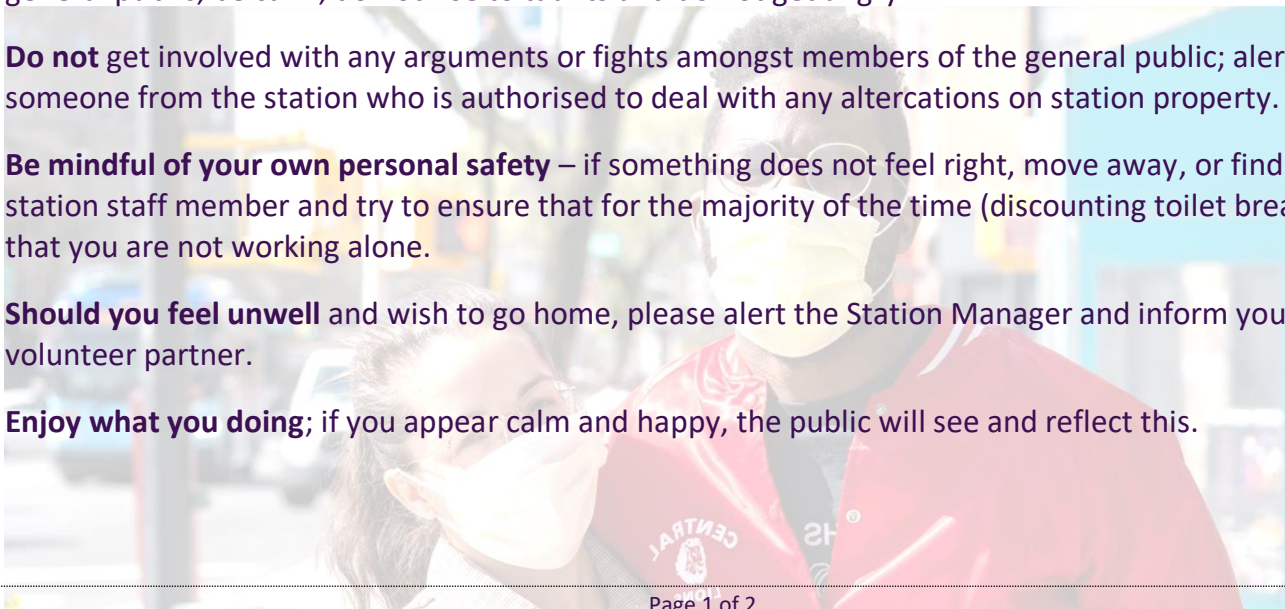 Do not get involved with any arguments or fights amongst members of the general public; aler
someone from the station who is authorised to deal with any altercations on station property.
Be mindful of your own personal safety – if something does not feel right, move away, or find
station staff member and try to ensure that for the majority of the time (discounting toilet brea
that you are not working alone.
Should you feel unwell and wish to go home, please alert the Station Manager and inform you
volunteer partner.
Enjoy what you doing; if you appear calm and happy, the public will see and reflect this.
CENTRAL
LIONS
Page 1 of 2